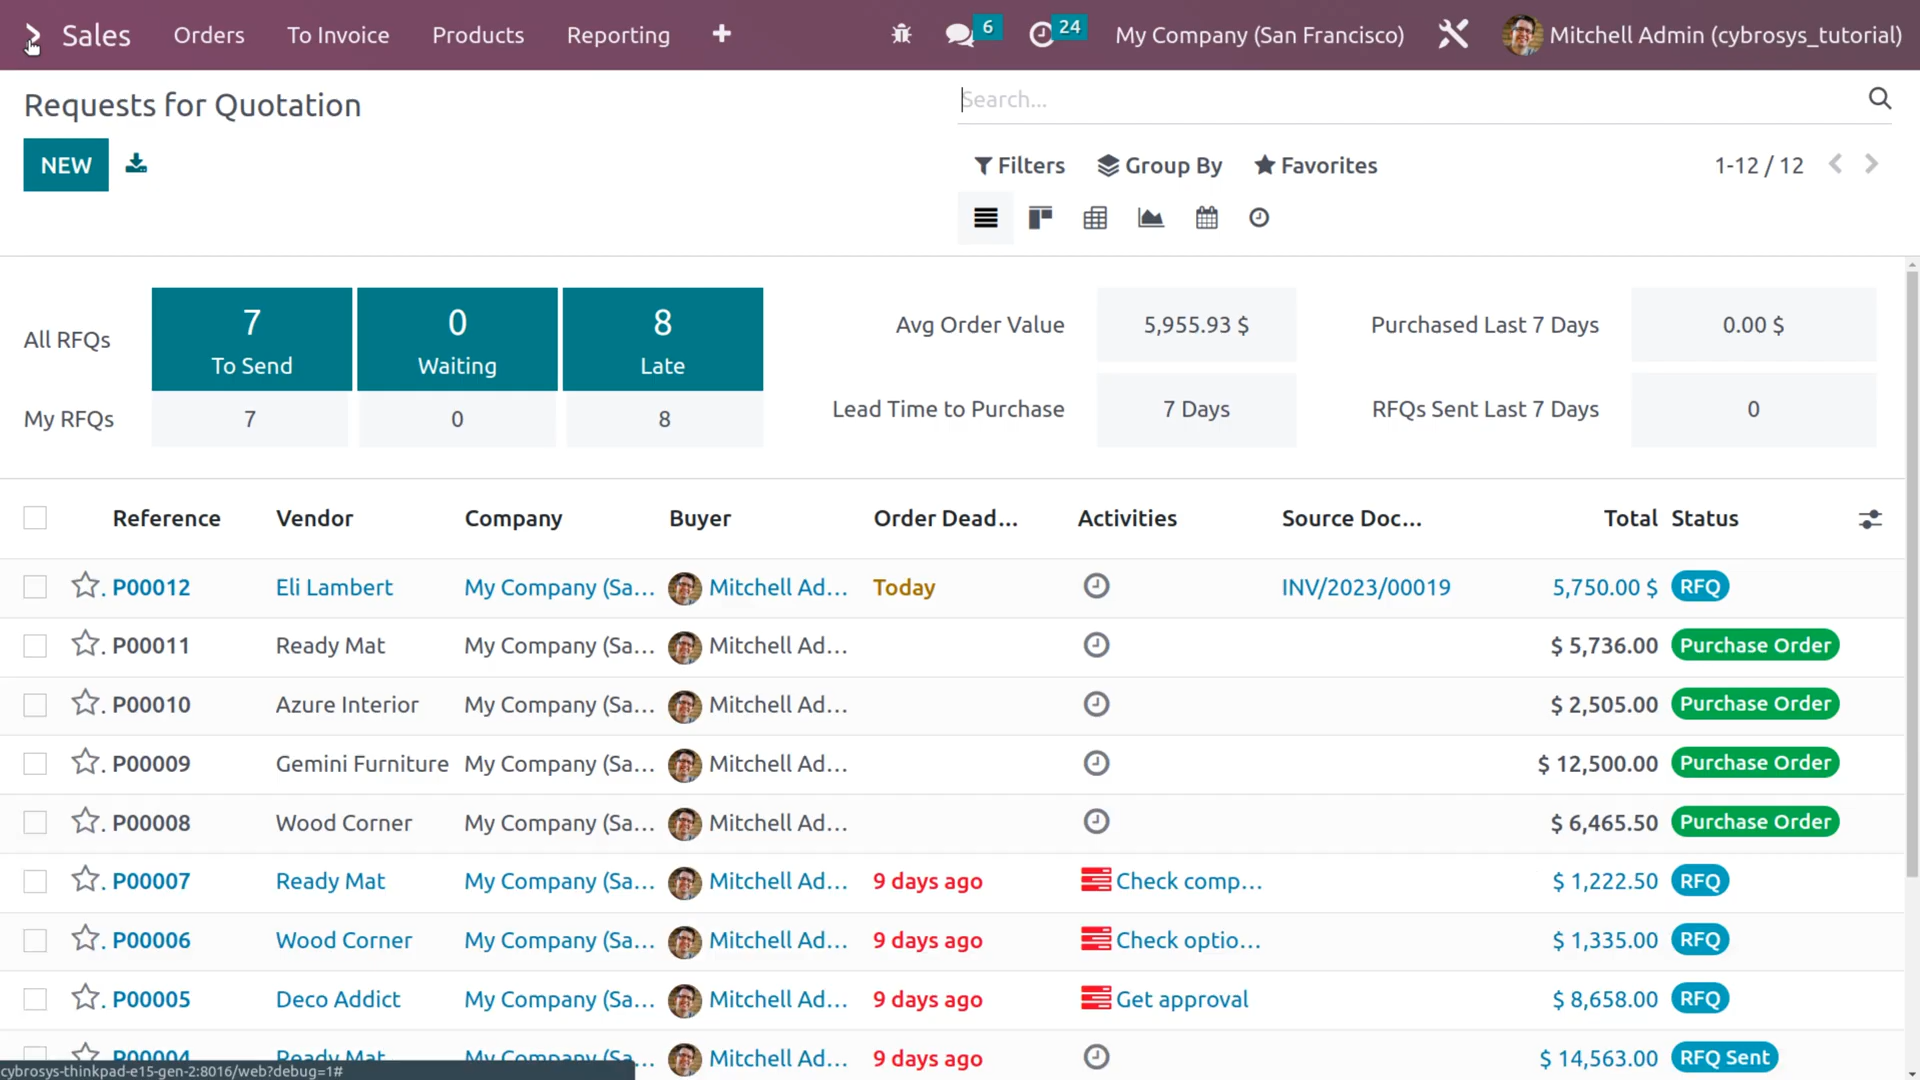 Sales Orders To Invoice Products Reporting 6 24 My Company (San Francisco) Mitchell Admin (cybrosys_tutorial)
Requests for Quotation
Search...
NEW
Filters Group By Favorites 1-12 / 12
All RFQs 7 To Send 0 Waiting 8 Late
My RFQs 7 0 8
Avg Order Value 5,955.93 $ Purchased Last 7 Days 0.00 $
Lead Time to Purchase 7 Days RFQs Sent Last 7 Days 0
Reference Vendor Company Buyer Order Dead... Activities Source Doc... Total Status
P00012 Eli Lambert My Company (Sa... Mitchell Ad... Today INV/2023/00019 5,750.00 $ RFQ
P00011 Ready Mat My Company (Sa... Mitchell Ad... $ 5,736.00 Purchase Order
P00010 Azure Interior My Company (Sa... Mitchell Ad... $ 2,505.00 Purchase Order
P00009 Gemini Furniture My Company (Sa... Mitchell Ad... $ 12,500.00 Purchase Order
P00008 Wood Corner My Company (Sa... Mitchell Ad... $ 6,465.50 Purchase Order
P00007 Ready Mat My Company (Sa... Mitchell Ad... 9 days ago Check comp... $ 1,222.50 RFQ
P00006 Wood Corner My Company (Sa... Mitchell Ad... 9 days ago Check optio... $ 1,335.00 RFQ
P00005 Deco Addict My Company (Sa... Mitchell Ad... 9 days ago Get approval $ 8,658.00 RFQ
P00004 Ready Mat My Company (Sa... Mitchell Ad... 9 days ago $ 14,563.00 RFQ Sent
cybrosys-thinkpad-e15-gen-2:8016/web?debug=1#